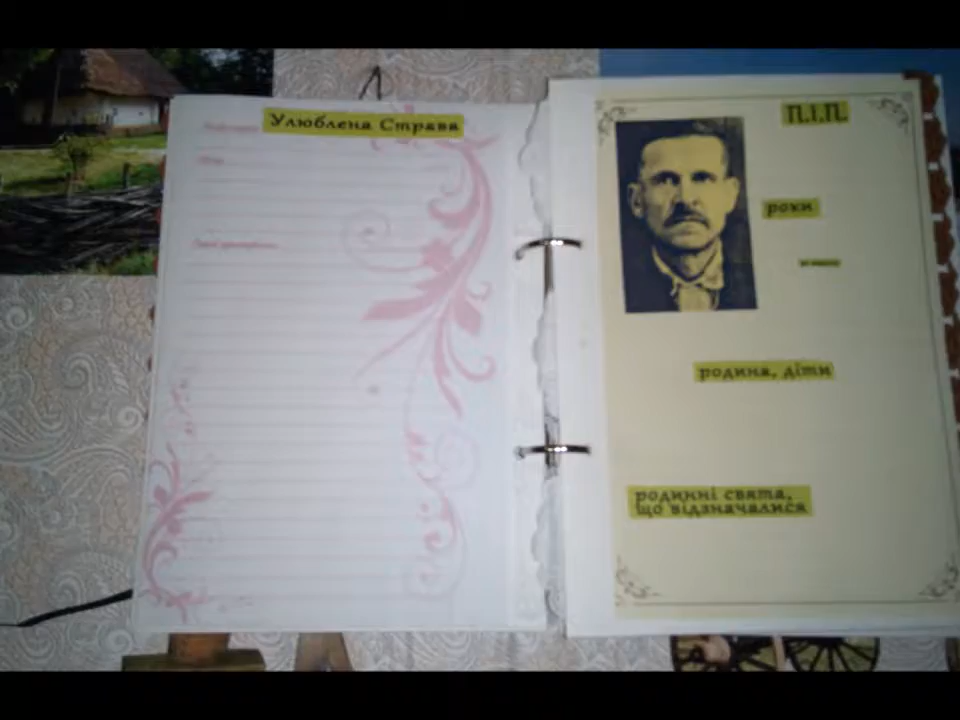 Улюблена Страва
П.І.П.
роки
родина, діти
родинні свята,
що відзначалися